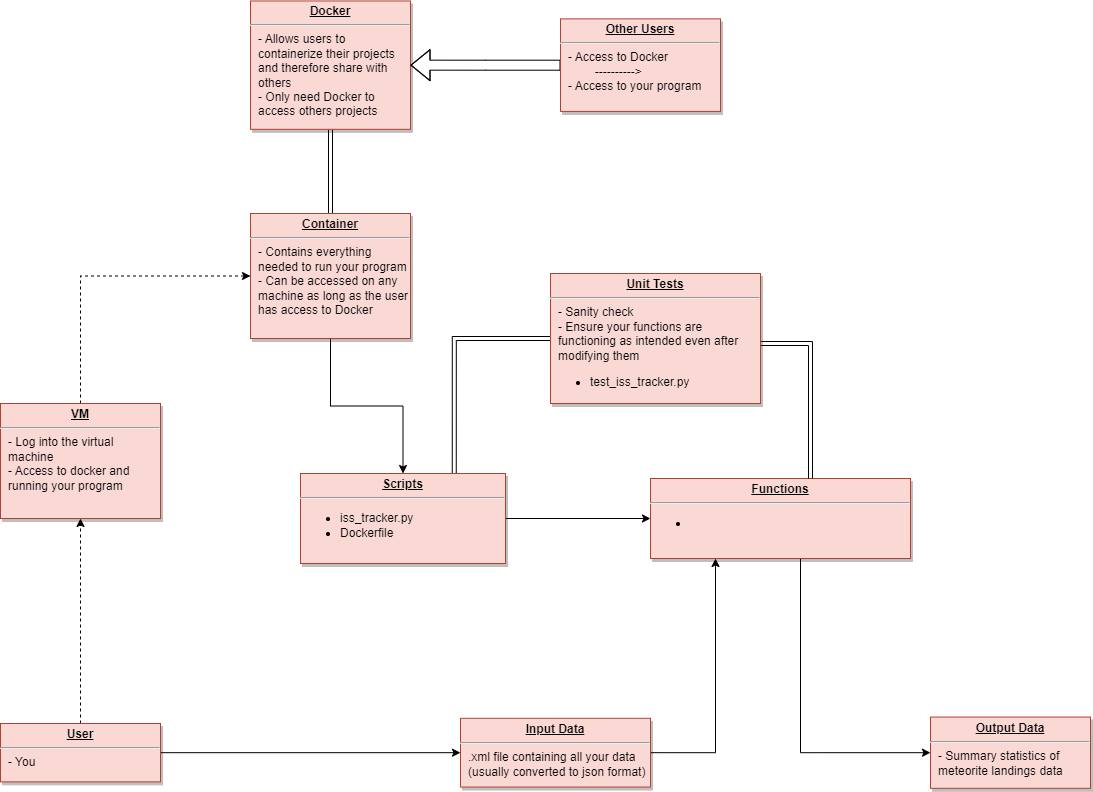 Docker
- Allows users to
containerize their projects
and therefore share with
others
- Only need Docker to
access others projects
Other Users
- Access to Docker
---------->
- Access to your program
Container
- Contains everything
needed to run your program
- Can be accessed on any
machine as long as the user
has access to Docker
Unit Tests
- Sanity check
- Ensure your functions are
functioning as intended even after
modifying them
• test_iss_tracker.py
VM
- Log into the virtual
machine
- Access to docker and
running your program
Scripts
• iss_tracker.py
• Dockerfile
Functions
•
User
- You
Input Data
.xml file containing all your data
(usually converted to json format)
Output Data
- Summary statistics of
meteorite landings data